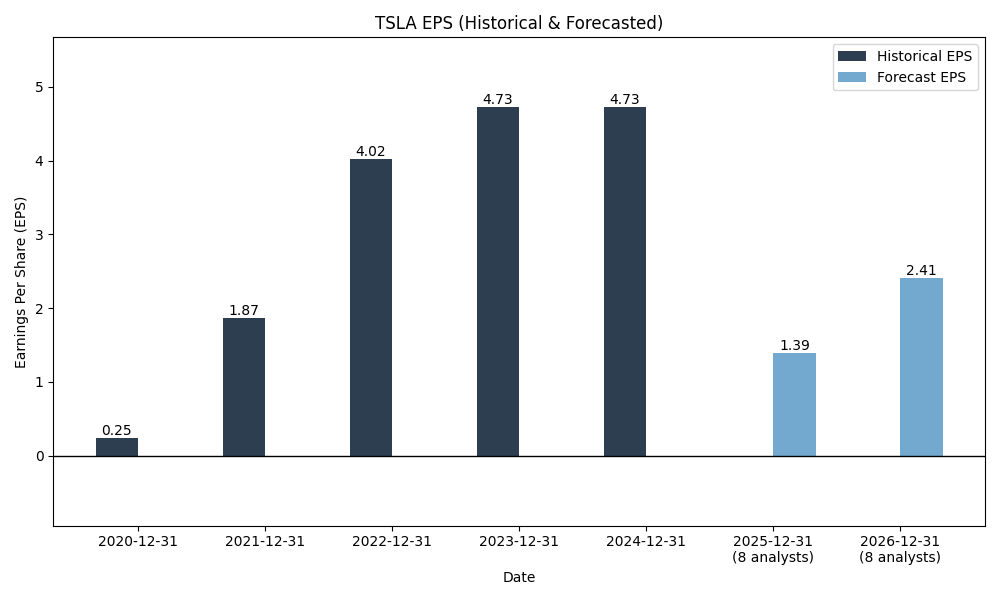 TSLA EPS (Historical & Forecasted)
Historical EPS
Forecast EPS
Earnings Per Share (EPS)
5
4
3
2
1
0
0.25
1.87
4.02
4.73
4.73
1.39
2.41
2020-12-31
2021-12-31
2022-12-31
2023-12-31
2024-12-31
2025-12-31
(8 analysts)
2026-12-31
(8 analysts)
Date